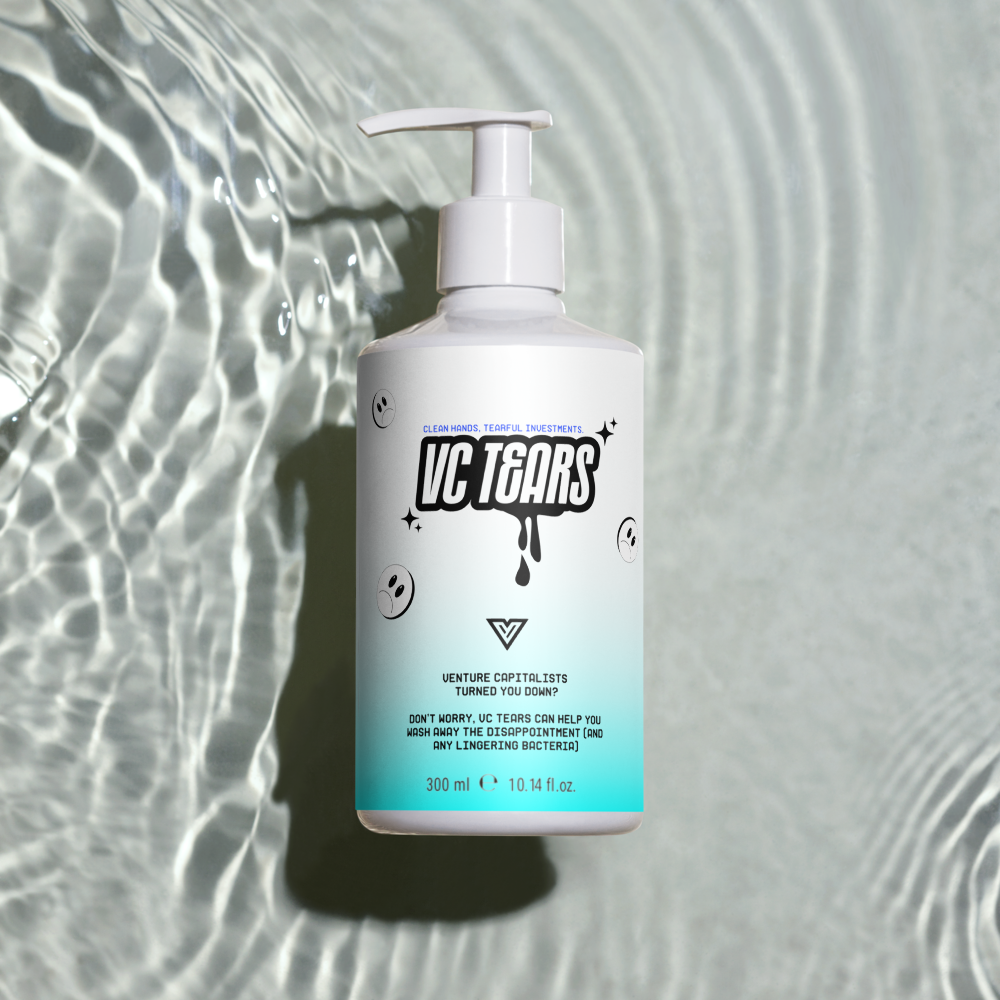 CLEAN HANDS, TEARFUL INVESTMENTS.
VC TEARS
VENTURE CAPITALISTS
TURNED YOU DOWN?
DON'T WORRY, VC TEARS CAN HELP YOU
WASH AWAY THE DISAPPOINTMENT (AND
ANY LINGERING BACTERIA)
300 ml ℮ 10.14 fl.oz.